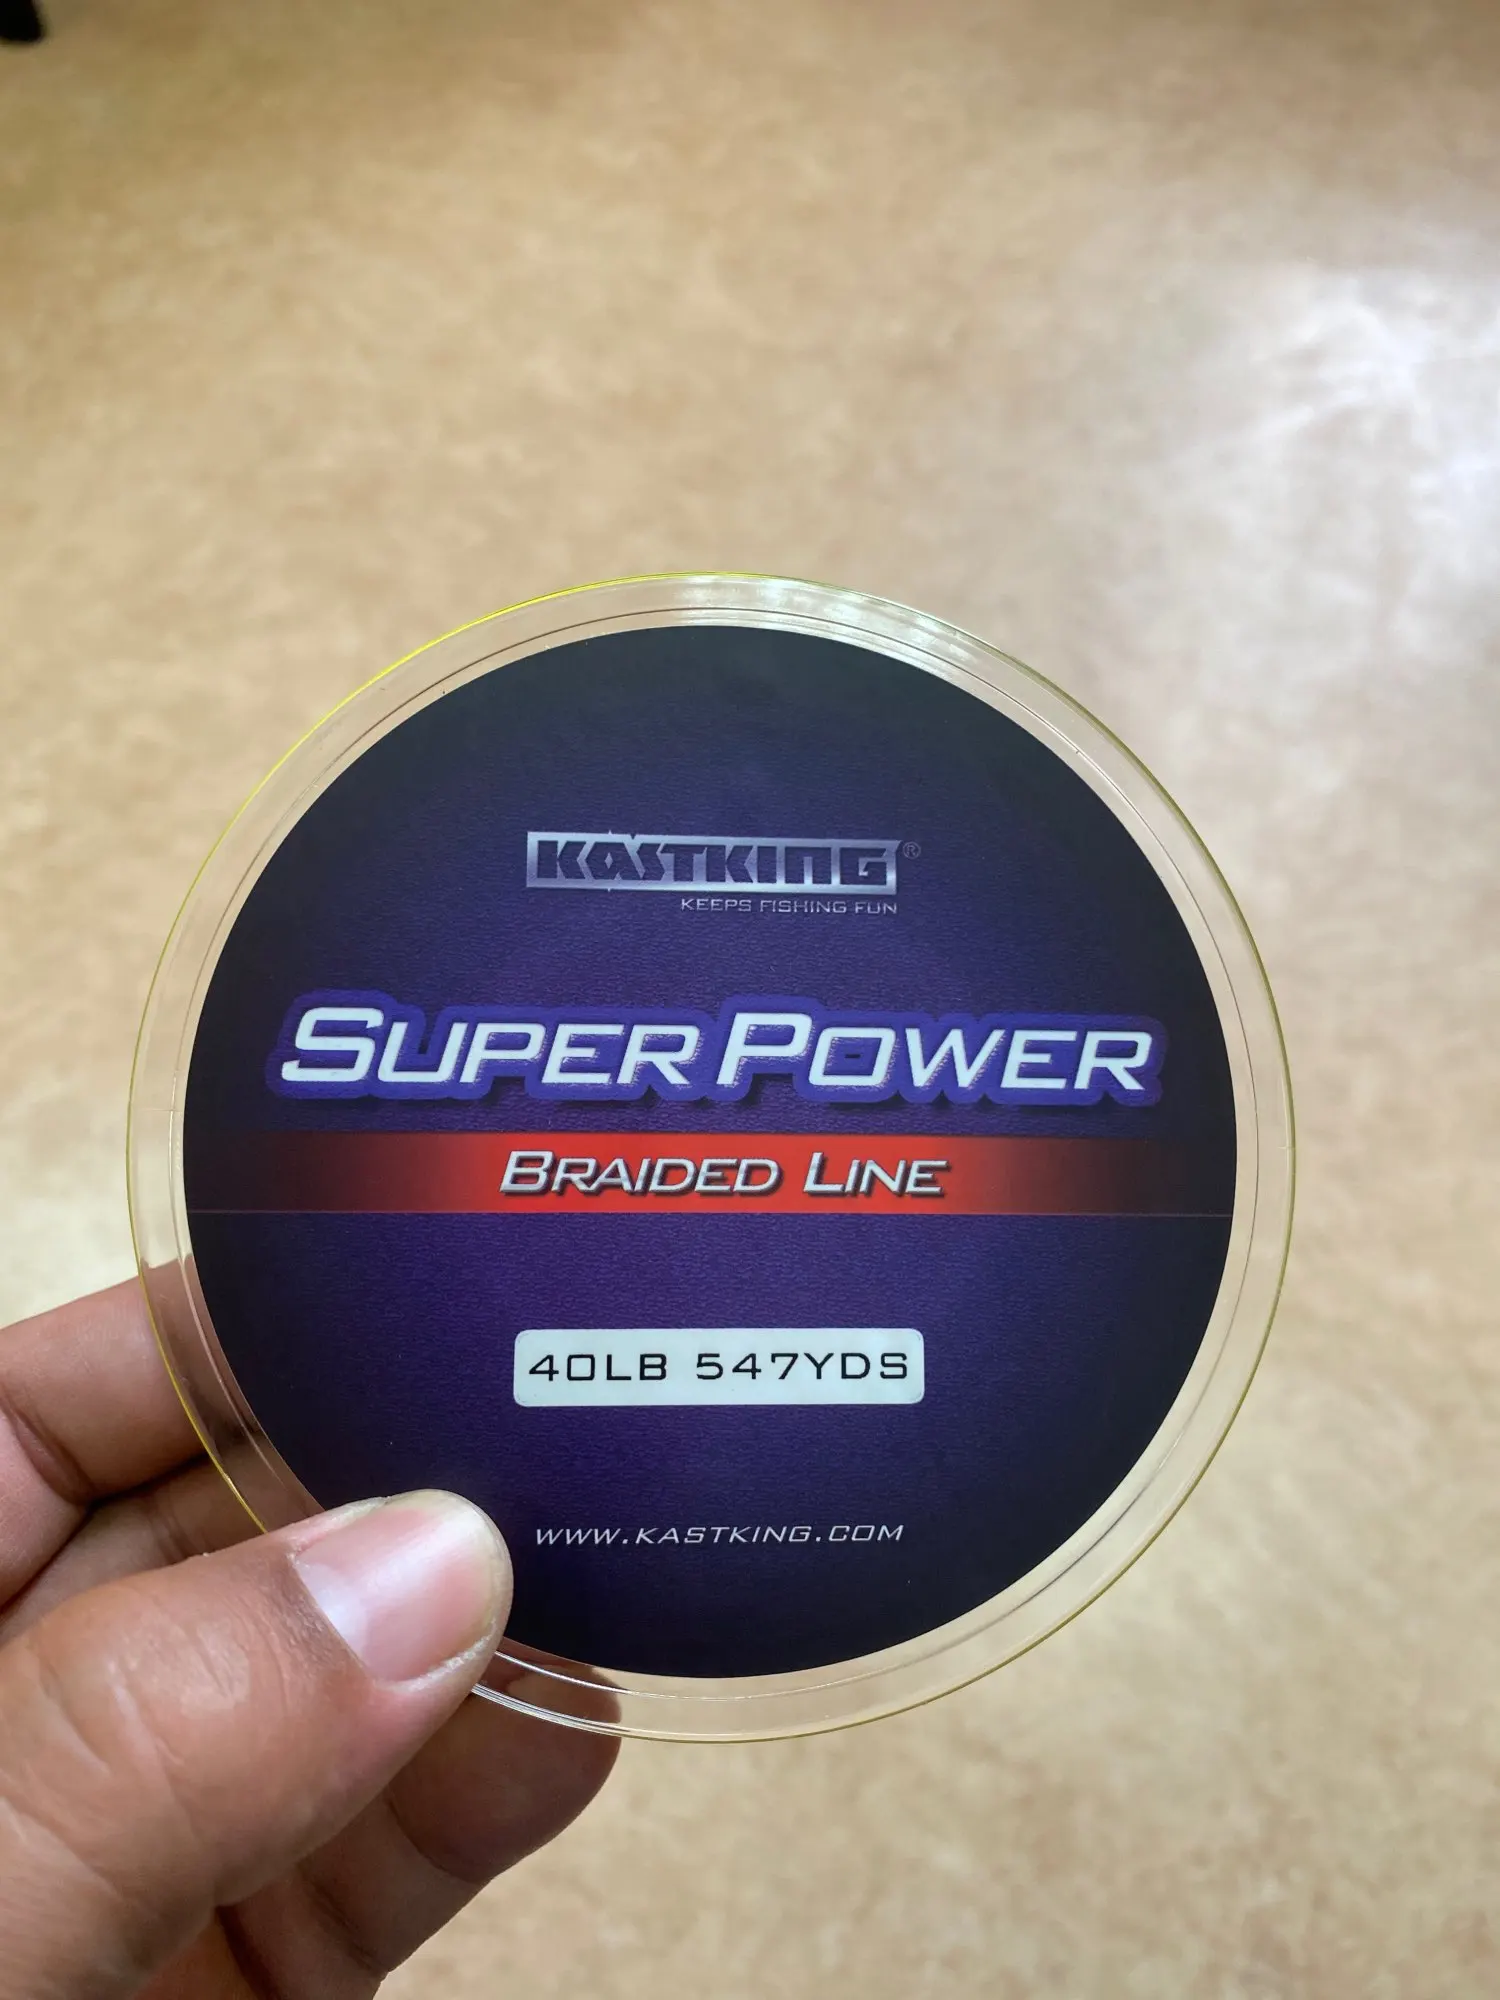 KASTKING®
KEEPS FISHING FUN
SUPER POWER
BRAIDED LINE
40LB 547YDS
WWW.KASTKING.COM